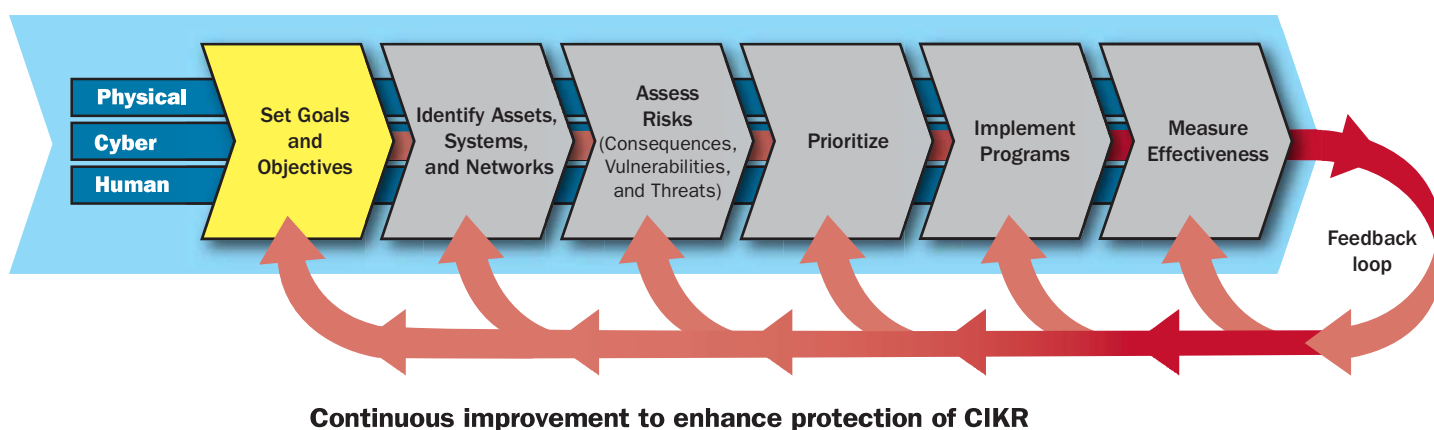 Physical
Cyber
Human
Set Goals
and
Objectives
Identify Assets,
Systems,
and Networks
Assess
Risks
(Consequences,
Vulnerabilities,
and Threats)
Prioritize
Implement
Programs
Measure
Effectiveness
Feedback
loop
Continuous improvement to enhance protection of CIKR